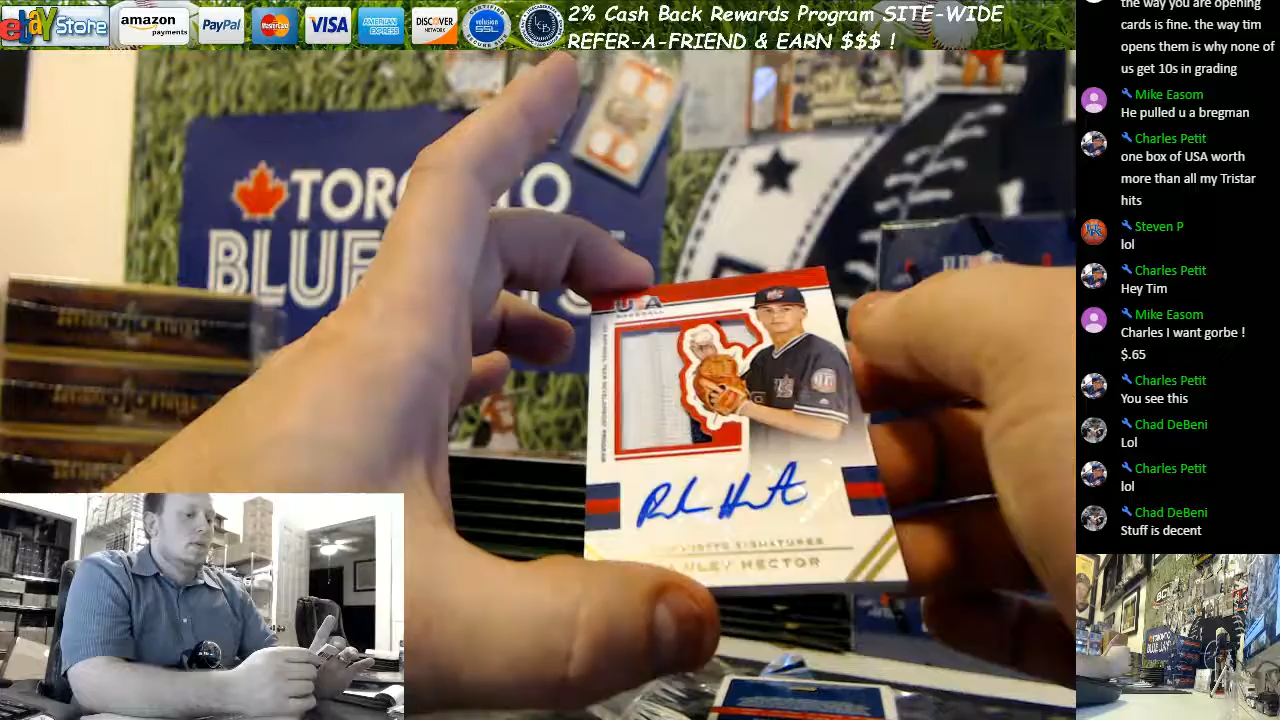 ebay Store
amazon
payments
PayPal
MasterCard
VISA
AMERICAN
EXPRESS
DISCOVER
NETWORK
volusion
SSL
2% Cash Back Rewards Program SITE-WIDE
REFER-A-FRIEND & EARN $$$ !
the way you are opening
cards is fine. the way tim
opens them is why none of
us get 10s in grading
Mike Easom
He pulled u a bregman
Charles Petit
one box of USA worth
more than all my Tristar
hits
Steven P
lol
Charles Petit
Hey Tim
Mike Easom
Charles I want gorbe !
$.65
Charles Petit
You see this
Chad DeBeni
Lol
Charles Petit
lol
Chad DeBeni
Stuff is decent
TORONTO
BLUE
USA
BASEBALL
SIGNATURES
HECTOR